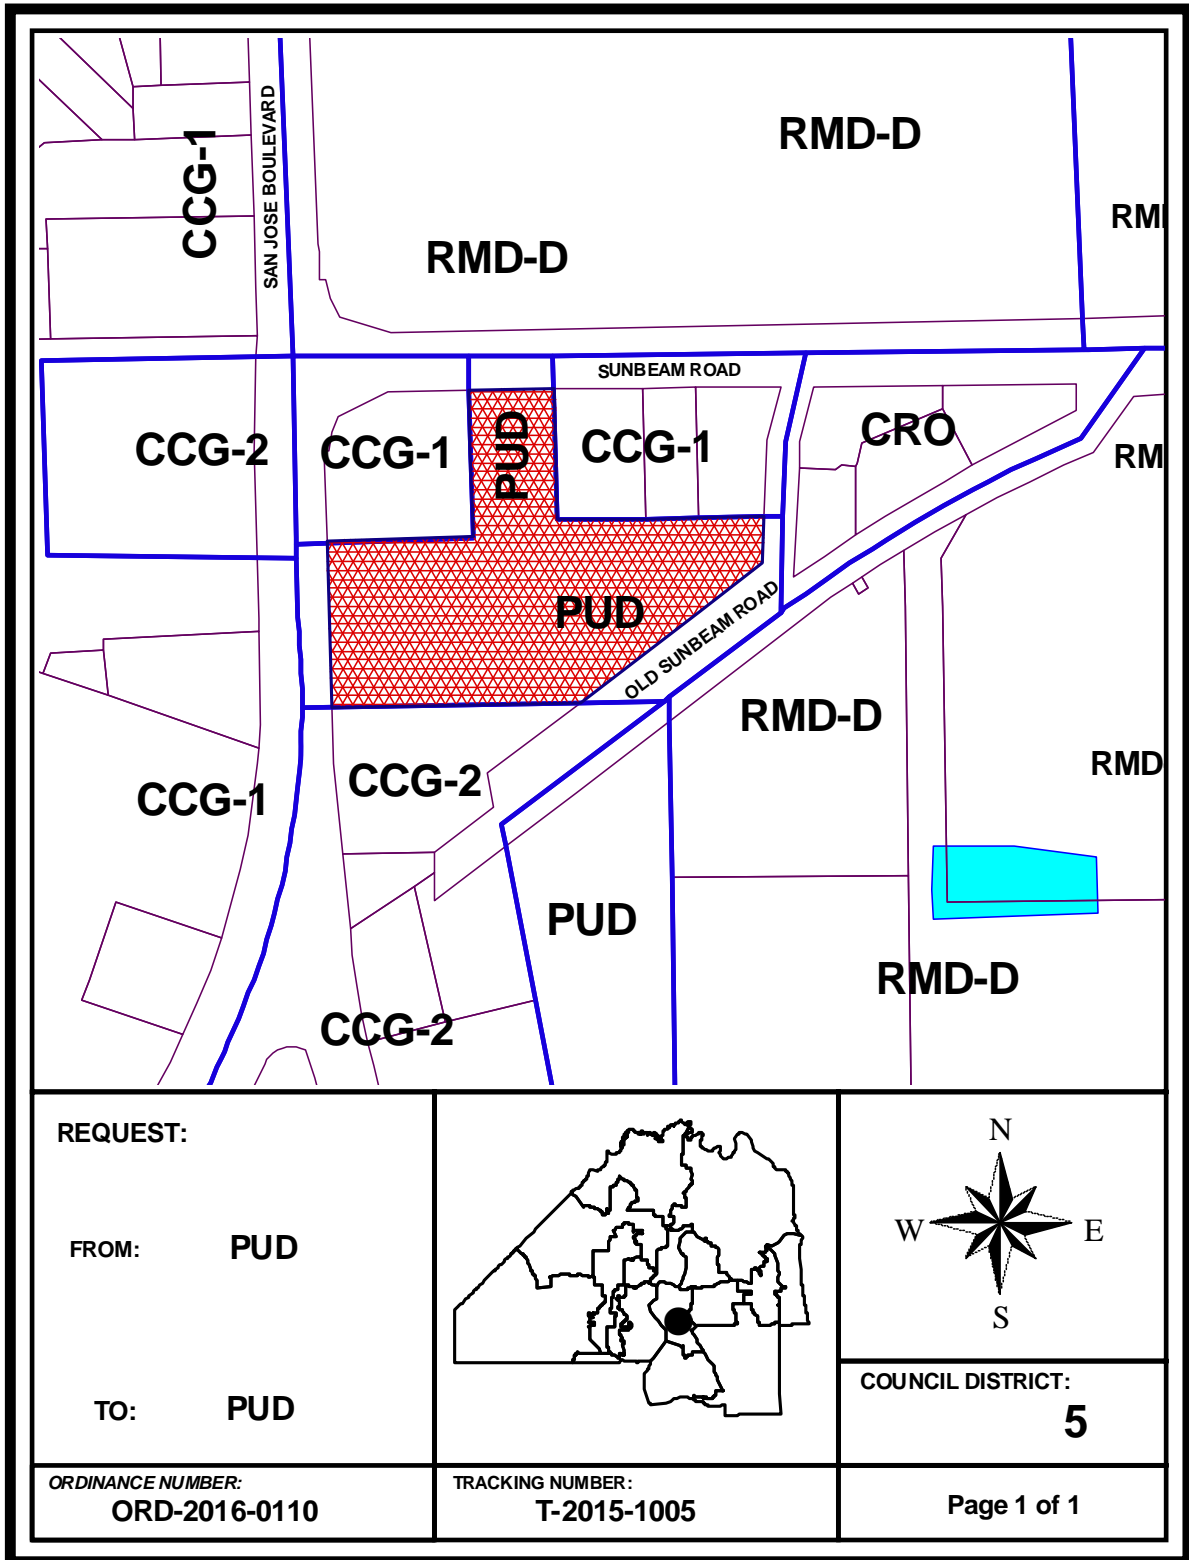 RMD-D
CCG-1
SAN JOSE BOULEVARD
RM
RMD-D
SUNBEAM ROAD
CCG-2
CCG-1
PUD
CCG-1
CRO
RM
PUD
OLD SUNBEAM ROAD
RMD-D
CCG-1
CCG-2
RMD
PUD
RMD-D
CCG-2
REQUEST:
FROM: PUD
TO: PUD
N
W E
S
COUNCIL DISTRICT:
5
ORDINANCE NUMBER:
ORD-2016-0110
TRACKING NUMBER:
T-2015-1005
Page 1 of 1